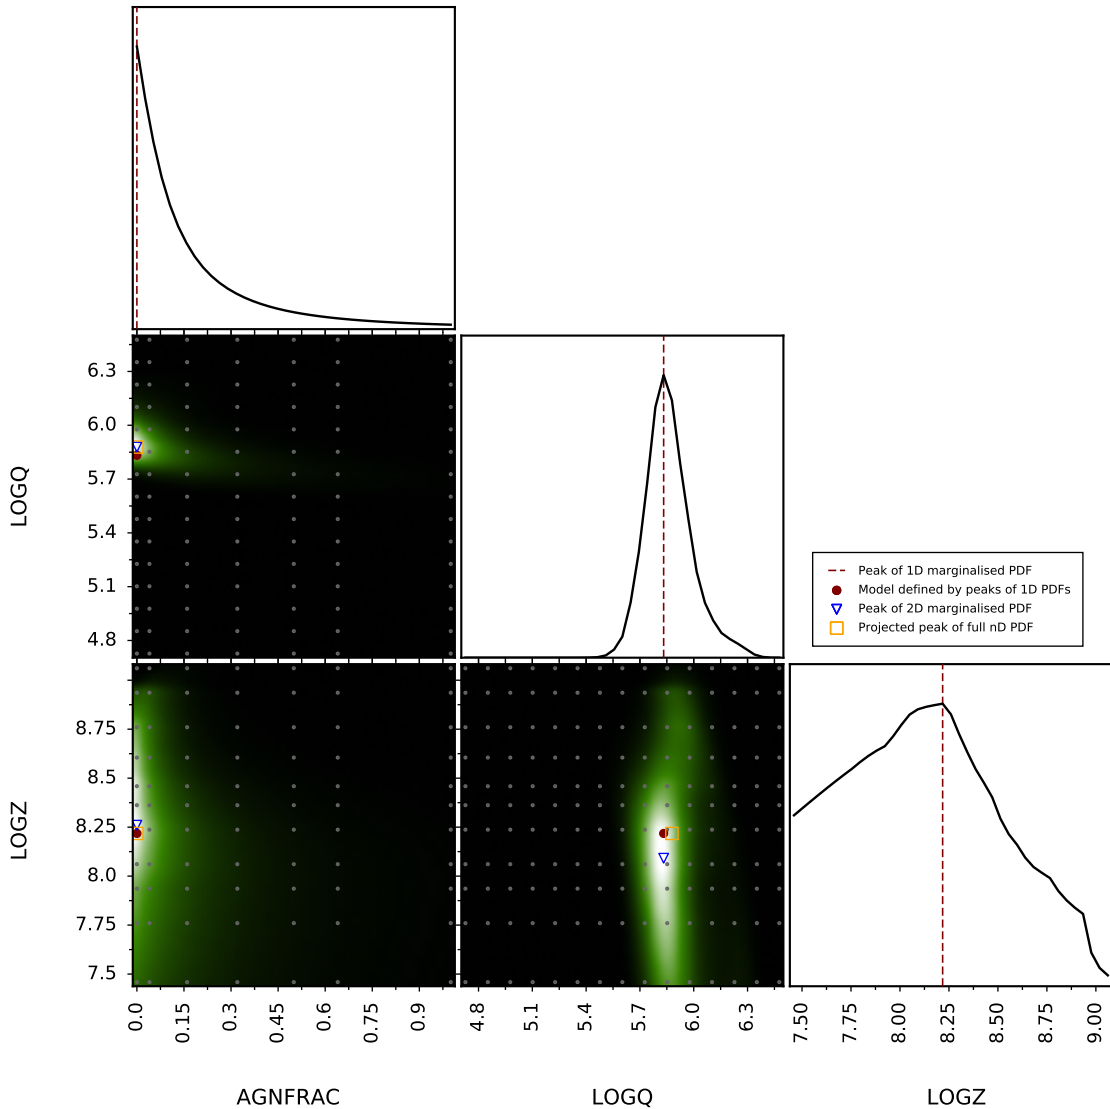 6.3
6.0
5.7
5.4
5.1
4.8
LOGQ
Peak of 1D marginalised PDF
Model defined by peaks of 1D PDFs
Peak of 2D marginalised PDF
Projected peak of full nD PDF
8.75
8.5
8.25
8.0
7.75
7.5
LOGZ
0.0 0.15 0.3 0.45 0.6 0.75 0.9
4.8 5.1 5.4 5.7 6.0 6.3
7.50 7.75 8.00 8.25 8.50 8.75 9.00
AGNFRAC LOGQ LOGZ